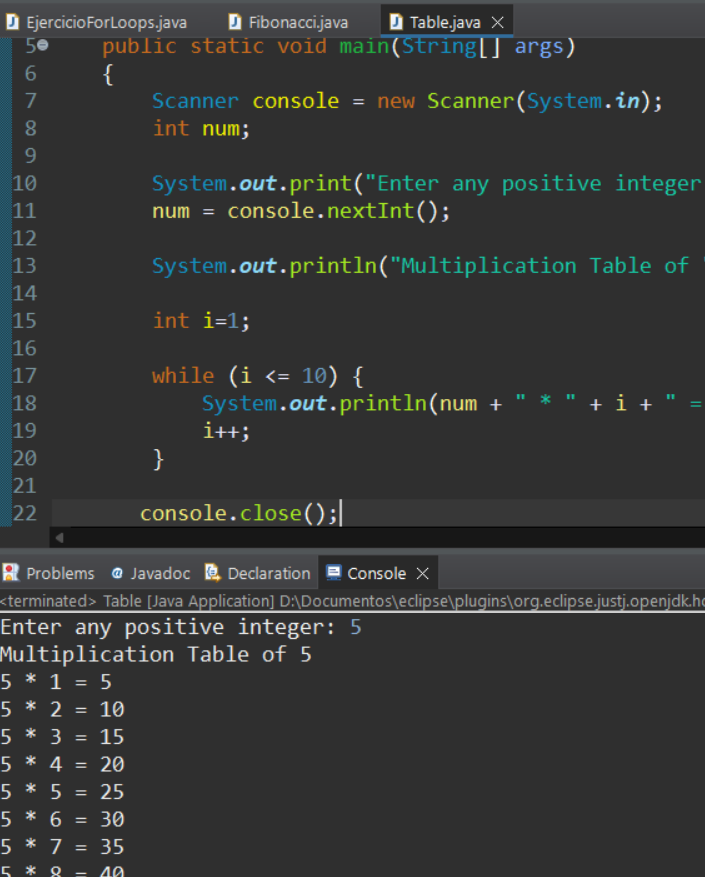 EjercicioForLoops.java Fibonacci.java Table.java
5 public static void main(String[] args)
6 {
7 Scanner console = new Scanner(System.in);
8 int num;
9
10 System.out.print("Enter any positive integer
11 num = console.nextInt();
12
13 System.out.println("Multiplication Table of "
14
15 int i=1;
16
17 while (i <= 10) {
18 System.out.println(num + " * " + i + " =
19 i++;
20 }
21
22 console.close();
Problems Javadoc Declaration Console
<terminated> Table [Java Application] D:\Documentos\eclipse\plugins\org.eclipse.justj.openjdk.ho
Enter any positive integer: 5
Multiplication Table of 5
5 * 1 = 5
5 * 2 = 10
5 * 3 = 15
5 * 4 = 20
5 * 5 = 25
5 * 6 = 30
5 * 7 = 35
5 * 8 = 40